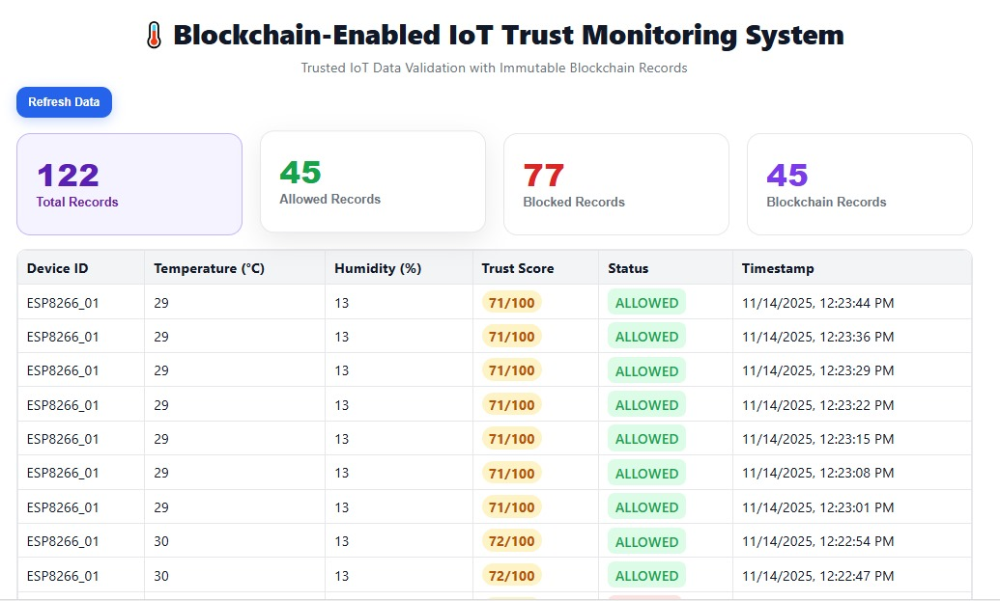 Blockchain-Enabled IoT Trust Monitoring System
Trusted IoT Data Validation with Immutable Blockchain Records
Refresh Data
122
Total Records
45
Allowed Records
77
Blocked Records
45
Blockchain Records
Device ID Temperature (°C) Humidity (%) Trust Score Status Timestamp
ESP8266_01 29 13 71/100 ALLOWED 11/14/2025, 12:23:44 PM
ESP8266_01 29 13 71/100 ALLOWED 11/14/2025, 12:23:36 PM
ESP8266_01 29 13 71/100 ALLOWED 11/14/2025, 12:23:29 PM
ESP8266_01 29 13 71/100 ALLOWED 11/14/2025, 12:23:22 PM
ESP8266_01 29 13 71/100 ALLOWED 11/14/2025, 12:23:15 PM
ESP8266_01 29 13 71/100 ALLOWED 11/14/2025, 12:23:08 PM
ESP8266_01 29 13 71/100 ALLOWED 11/14/2025, 12:23:01 PM
ESP8266_01 30 13 72/100 ALLOWED 11/14/2025, 12:22:54 PM
ESP8266_01 30 13 72/100 ALLOWED 11/14/2025, 12:22:47 PM